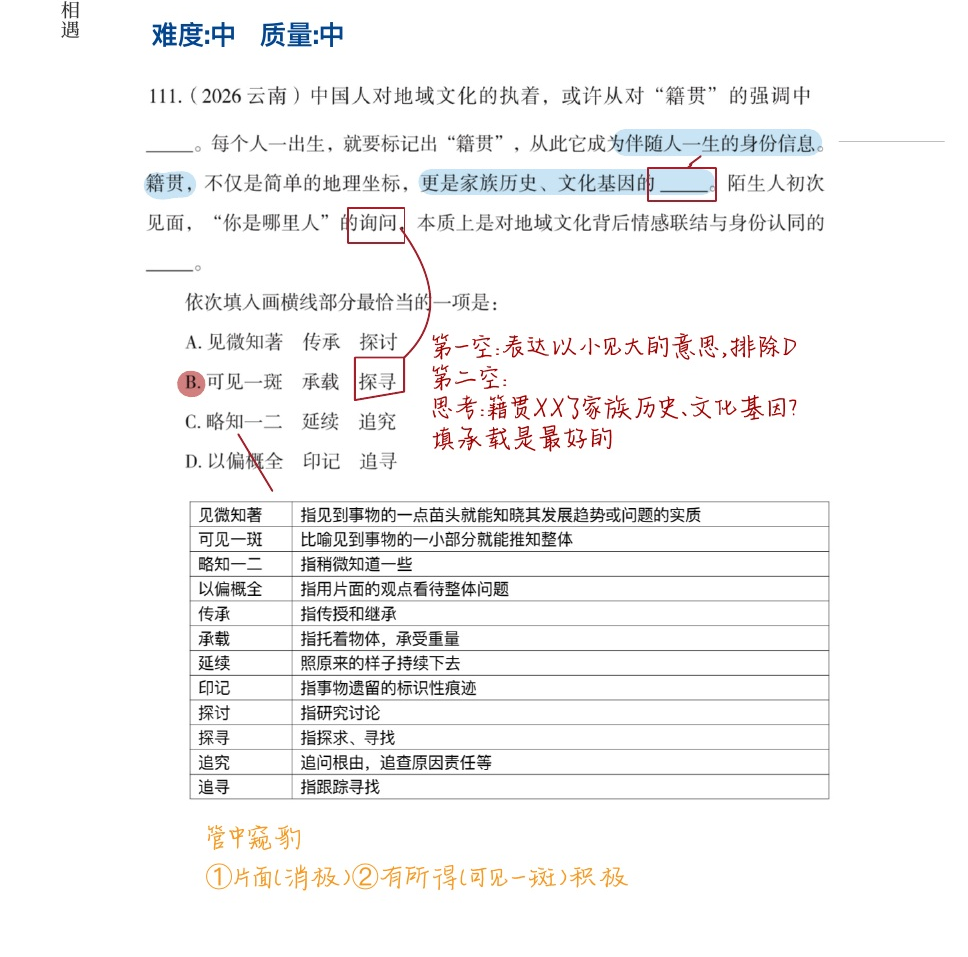 相遇
难度:中 质量:中
111.（2026 云南）中国人对地域文化的执着，或许从对“籍贯”的强调中
_____。每个人一出生，就要标记出“籍贯”，从此它成为伴随人一生的身份信息。
籍贯，不仅是简单的地理坐标，更是家族历史、文化基因的_____。陌生人初次
见面，“你是哪里人”的询问，本质上是对地域文化背后情感联结与身份认同的
_____。
依次填入画横线部分最恰当的一项是：
A. 见微知著 传承 探讨
B. 可见一斑 承载 探寻
C. 略知一二 延续 追究
D. 以偏概全 印记 追寻
第一空:表达以小见大的意思,排除D
第二空:
思考:籍贯XX了家族历史、文化基因?
填承载是最好的
见微知著 指见到事物的一点苗头就能知晓其发展趋势或问题的实质
可见一斑 比喻见到事物的一小部分就能推知整体
略知一二 指稍微知道一些
以偏概全 指用片面的观点看待整体问题
传承 指传授和继承
承载 指托着物体，承受重量
延续 照原来的样子持续下去
印记 指事物遗留的标识性痕迹
探讨 指研究讨论
探寻 指探求、寻找
追究 追问根由，追查原因责任等
追寻 指跟踪寻找
管中窥豹
①片面(消极)②有所得(可见一斑)积极